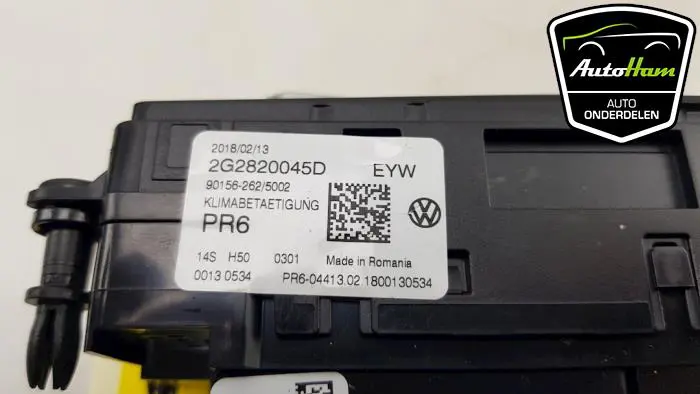 AutoHam
AUTO
ONDERDELEN
2018/02/13
2G2820045D EYW
90156-262/5002
KLIMABETAETIGUNG
PR6
14S H50 0301 Made in Romania
0013 0534 PR6-04413.02.1800130534